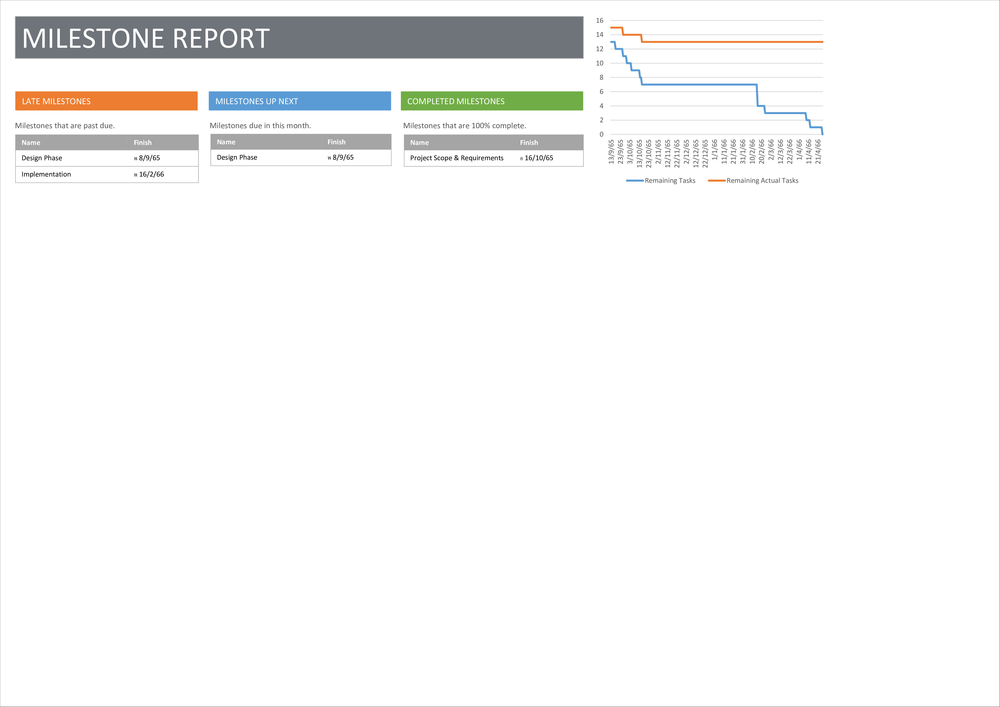 MILESTONE REPORT
LATE MILESTONES
Milestones that are past due.
Name Finish
Design Phase พ 8/9/65
Implementation พ 16/2/66
MILESTONES UP NEXT
Milestones due in this month.
Name Finish
Design Phase พ 8/9/65
COMPLETED MILESTONES
Milestones that are 100% complete.
Name Finish
Project Scope & Requirements อ 16/10/65
16
14
12
10
8
6
4
2
0
13/9/65
23/9/65
3/10/65
13/10/65
23/10/65
2/11/65
12/11/65
22/11/65
2/12/65
12/12/65
22/12/65
1/1/66
11/1/66
21/1/66
31/1/66
10/2/66
20/2/66
2/3/66
12/3/66
22/3/66
1/4/66
11/4/66
21/4/66
Remaining Tasks Remaining Actual Tasks